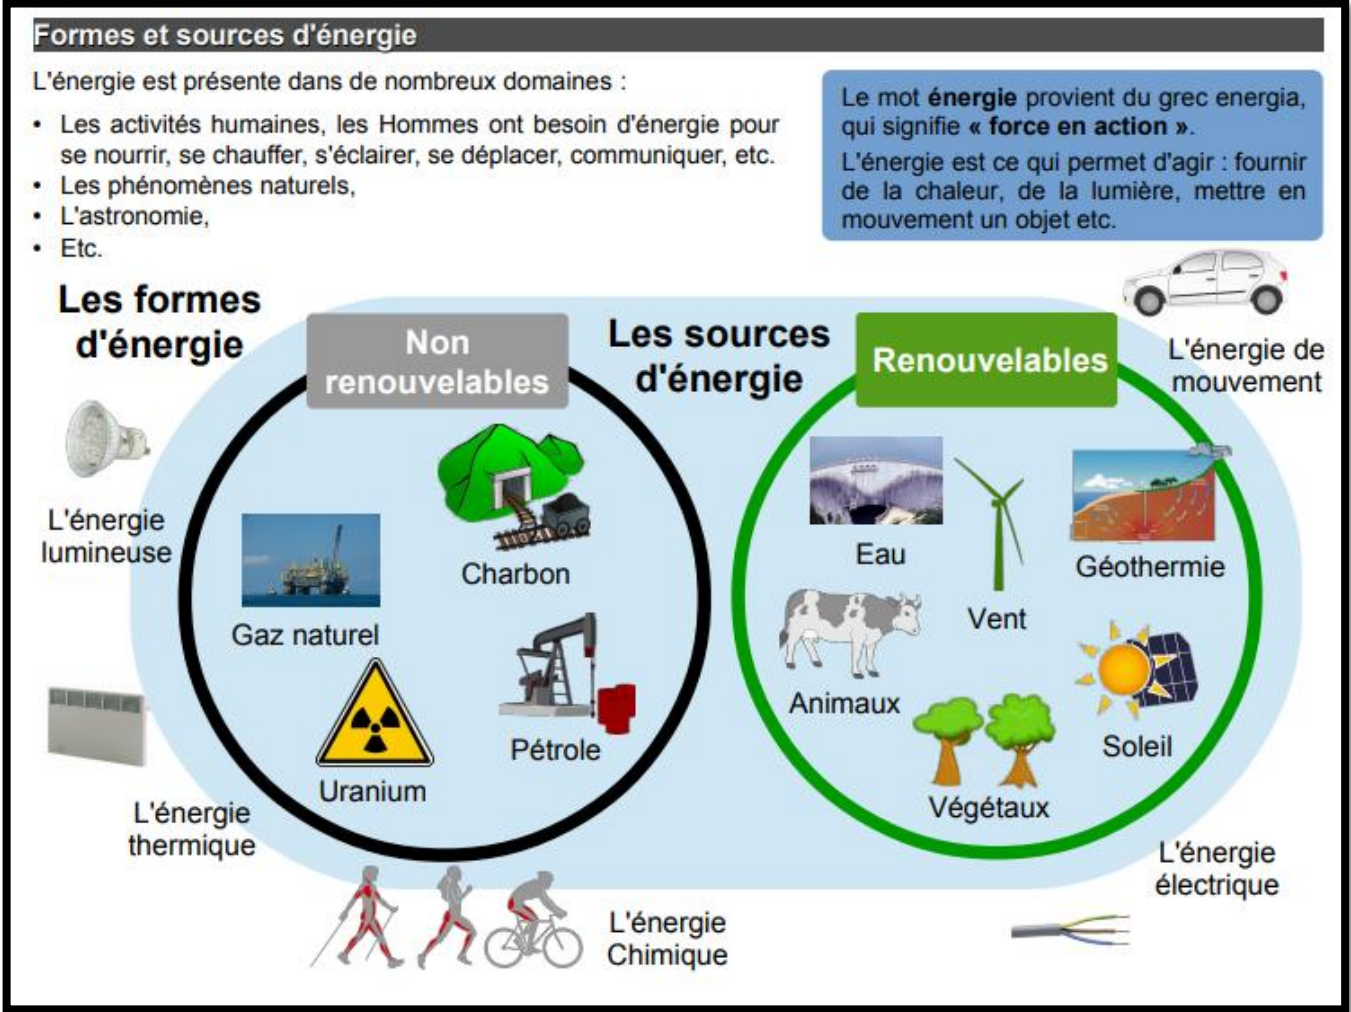 Formes et sources d'énergie
L'énergie est présente dans de nombreux domaines :
• Les activités humaines, les Hommes ont besoin d'énergie pour
se nourrir, se chauffer, s'éclairer, se déplacer, communiquer, etc.
• Les phénomènes naturels,
• L'astronomie,
• Etc.
Le mot énergie provient du grec energia,
qui signifie « force en action ».
L'énergie est ce qui permet d'agir : fournir
de la chaleur, de la lumière, mettre en
mouvement un objet etc.
Les formes
d'énergie
Non
renouvelables
Les sources
d'énergie
Renouvelables
L'énergie de
mouvement
L'énergie
lumineuse
Charbon
Gaz naturel
Uranium
Pétrole
Eau
Vent
Géothermie
Animaux
Végétaux
Soleil
L'énergie
thermique
L'énergie
Chimique
L'énergie
électrique